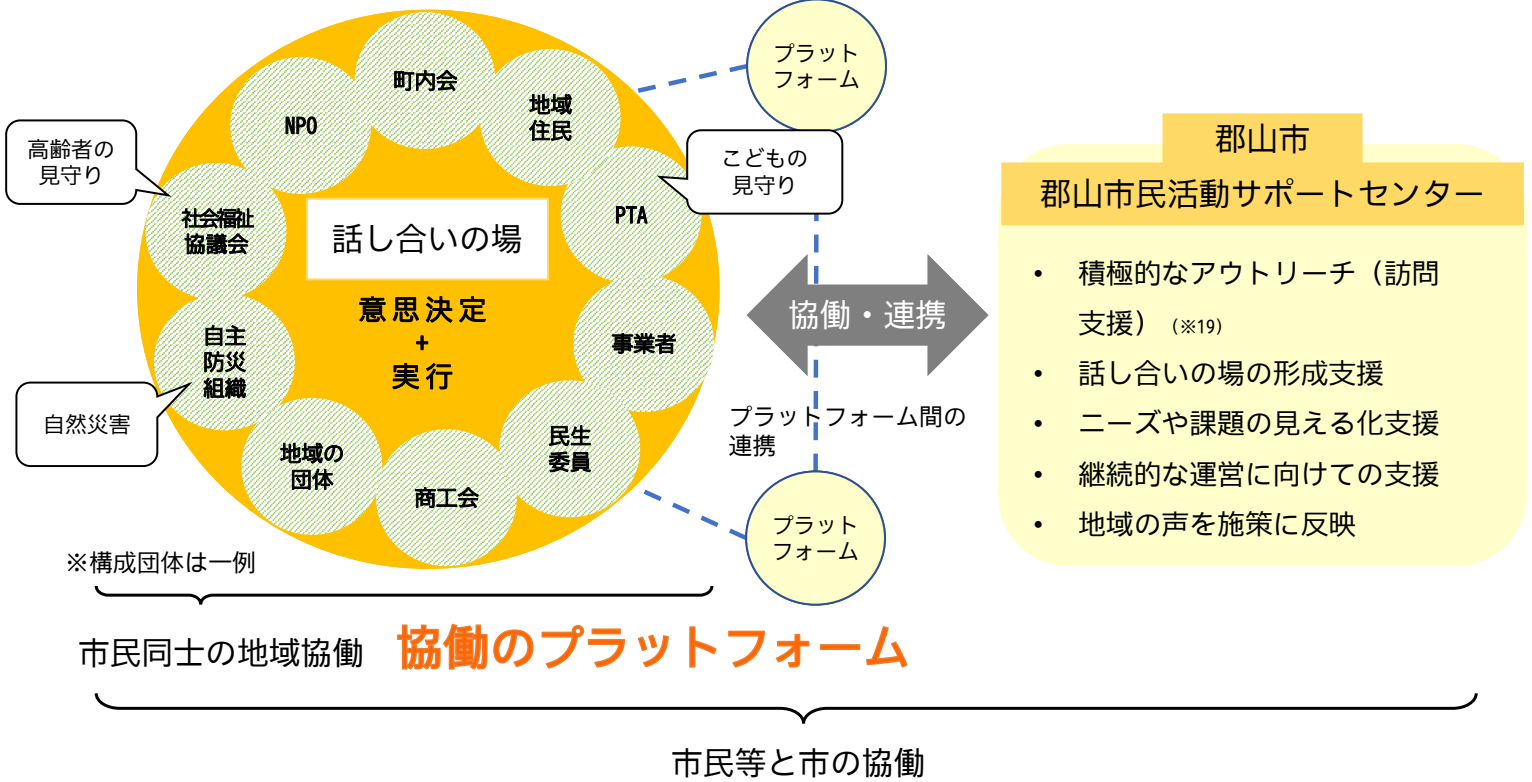 町内会
地域
住民
NPO
高齢者の
見守り
こどもの
見守り
社会福祉
協議会
PTA
話し合いの場
意思決定
+
実行
自主
防災
組織
事業者
自然災害
地域の
団体
商工会
民生
委員
※構成団体は一例
プラット
フォーム
協働・連携
プラットフォーム間の
連携
プラット
フォーム
郡山市
郡山市民活動サポートセンター
• 積極的なアウトリーチ（訪問
支援）（※19）
• 話し合いの場の形成支援
• ニーズや課題の見える化支援
• 継続的な運営に向けての支援
• 地域の声を施策に反映
市民同士の地域協働 協働のプラットフォーム
市民等と市の協働